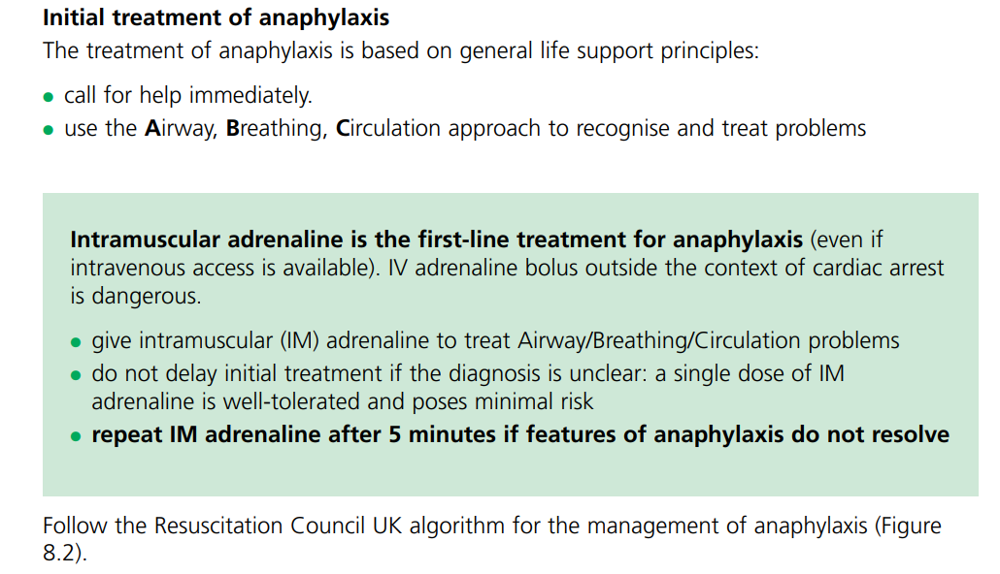 Initial treatment of anaphylaxis
The treatment of anaphylaxis is based on general life support principles:
• call for help immediately.
• use the Airway, Breathing, Circulation approach to recognise and treat problems
Intramuscular adrenaline is the first-line treatment for anaphylaxis (even if
intravenous access is available). IV adrenaline bolus outside the context of cardiac arrest
is dangerous.
• give intramuscular (IM) adrenaline to treat Airway/Breathing/Circulation problems
• do not delay initial treatment if the diagnosis is unclear: a single dose of IM
adrenaline is well-tolerated and poses minimal risk
• repeat IM adrenaline after 5 minutes if features of anaphylaxis do not resolve
Follow the Resuscitation Council UK algorithm for the management of anaphylaxis (Figure
8.2).